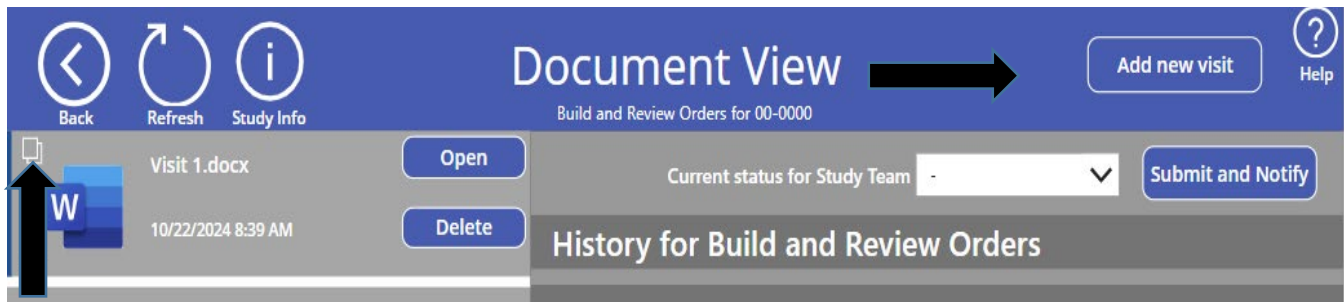 Document View
Add new visit
?
Help
i
Back
Refresh
Study Info
Build and Review Orders for 00-0000
Visit 1.docx
Open
W
10/22/2024 8:39 AM
Delete
Current status for Study Team
-
Submit and Notify
History for Build and Review Orders